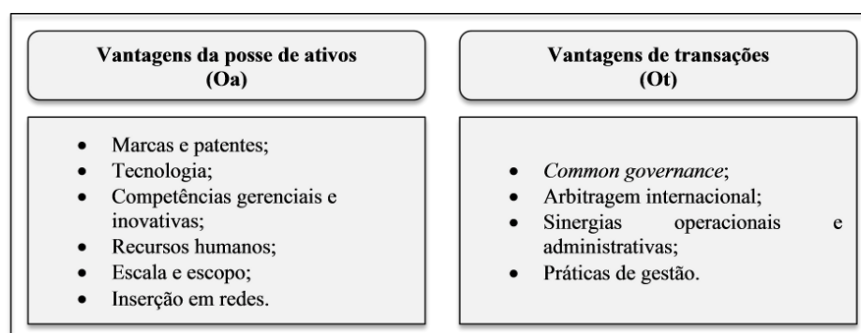 Vantagens da posse de ativos
(Oa)
• Marcas e patentes;
• Tecnologia;
• Competências gerenciais e
inovativas;
• Recursos humanos;
• Escala e escopo;
• Inserção em redes.
Vantagens de transações
(Ot)
• Common governance;
• Arbitragem internacional;
• Sinergias operacionais e
administrativas;
• Práticas de gestão.